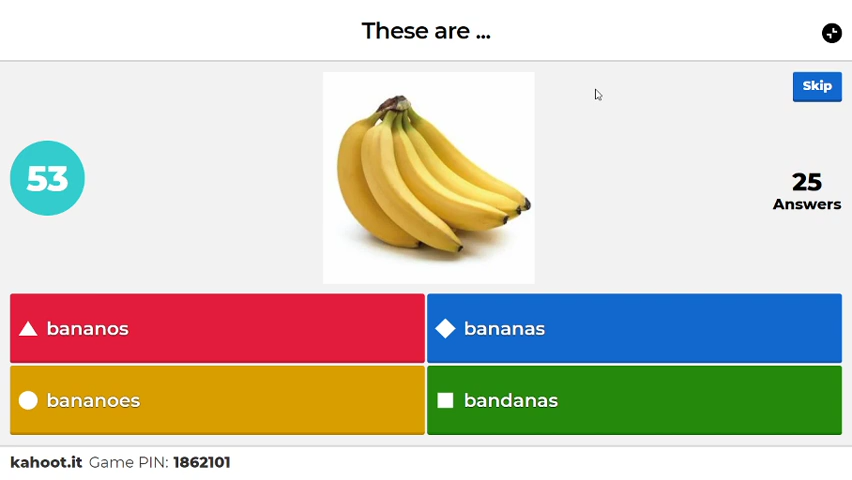 These are ...
Skip
53
25
Answers
bananos
bananas
bananoes
bandanas
kahoot.it Game PIN: 1862101